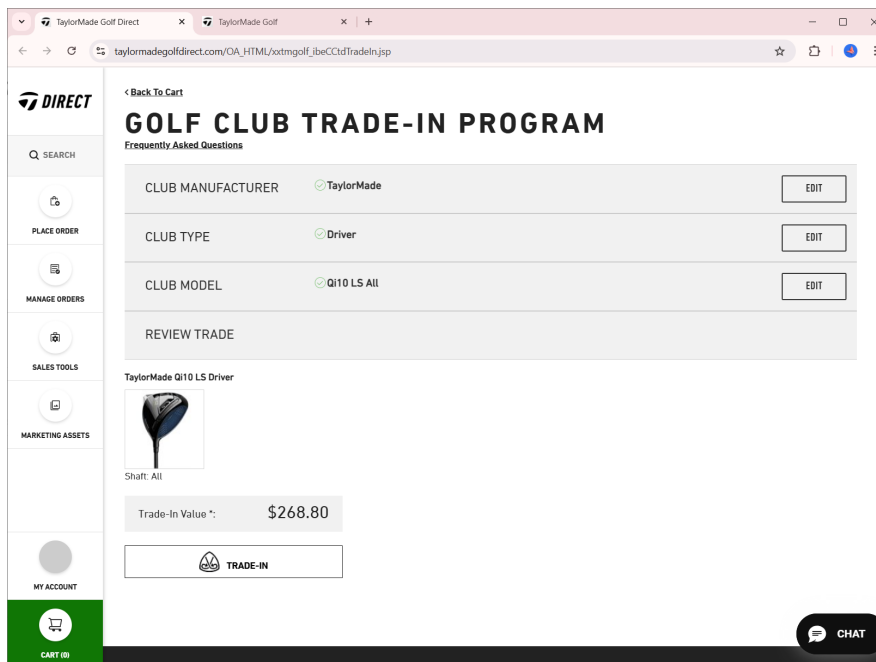 TaylorMade Golf Direct
TaylorMade Golf
taylormadegolfdirect.com/OA_HTML/xxtmgolf_ibeCCtdTradeIn.jsp
DIRECT
SEARCH
PLACE ORDER
MANAGE ORDERS
SALES TOOLS
MARKETING ASSETS
MY ACCOUNT
CART (0)
< Back To Cart
GOLF CLUB TRADE-IN PROGRAM
Frequently Asked Questions
CLUB MANUFACTURER TaylorMade EDIT
CLUB TYPE Driver EDIT
CLUB MODEL Qi10 LS All EDIT
REVIEW TRADE
TaylorMade Qi10 LS Driver
Shaft: All
Trade-In Value *: $268.80
TRADE-IN
CHAT